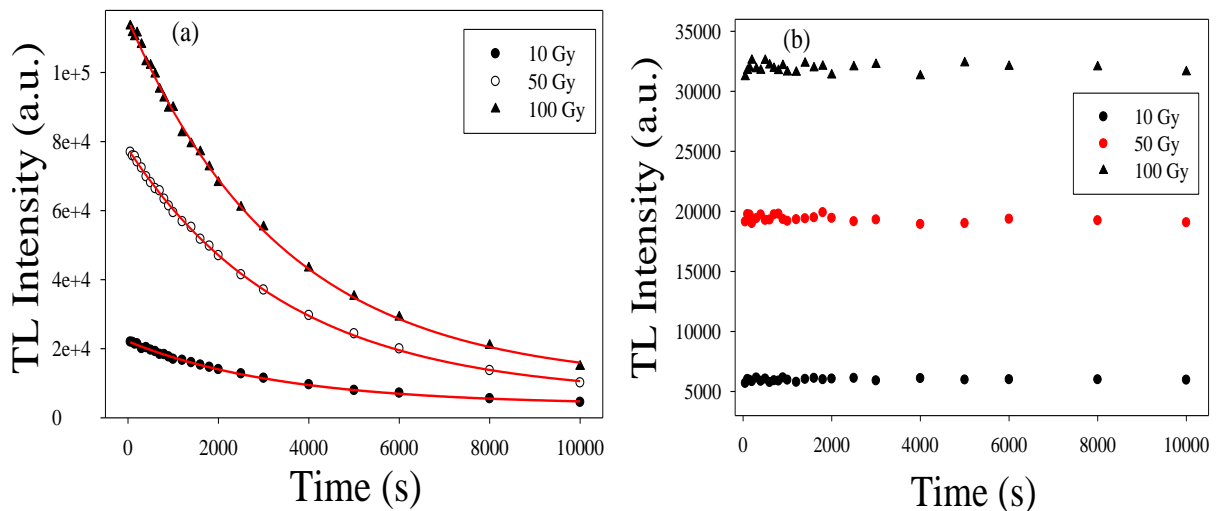 (a)
10 Gy
50 Gy
100 Gy
TL Intensity (a.u.)
1e+5
8e+4
6e+4
4e+4
2e+4
0
0 2000 4000 6000 8000 10000
Time (s)
(b)
10 Gy
50 Gy
100 Gy
TL Intensity (a.u.)
35000
30000
25000
20000
15000
10000
5000
0 2000 4000 6000 8000 10000
Time (s)